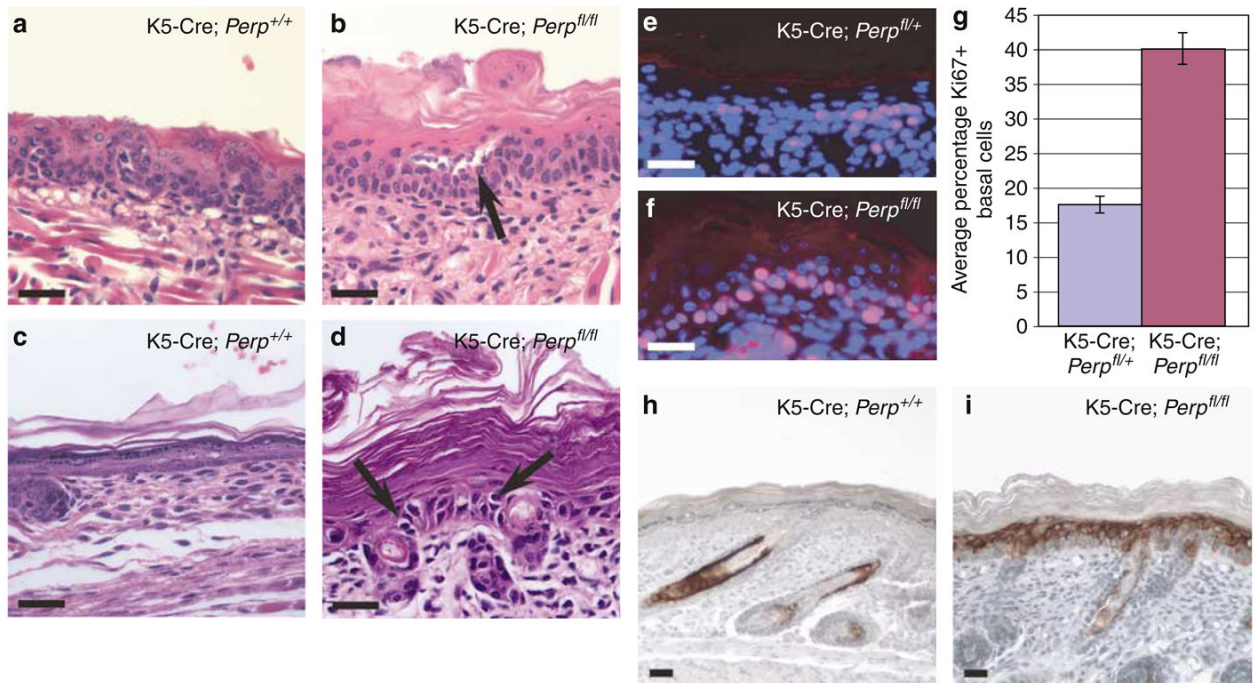 a
K5-Cre; Perp+/+
b
K5-Cre; Perpfl/fl
c
K5-Cre; Perp+/+
d
K5-Cre; Perpfl/fl
e
K5-Cre; Perpfl/+
f
K5-Cre; Perpfl/fl
g
Average percentage Ki67+
basal cells
45
40
35
30
25
20
15
10
5
0
K5-Cre;
Perpfl/+
K5-Cre;
Perpfl/fl
h
K5-Cre; Perp+/+
i
K5-Cre; Perpfl/fl